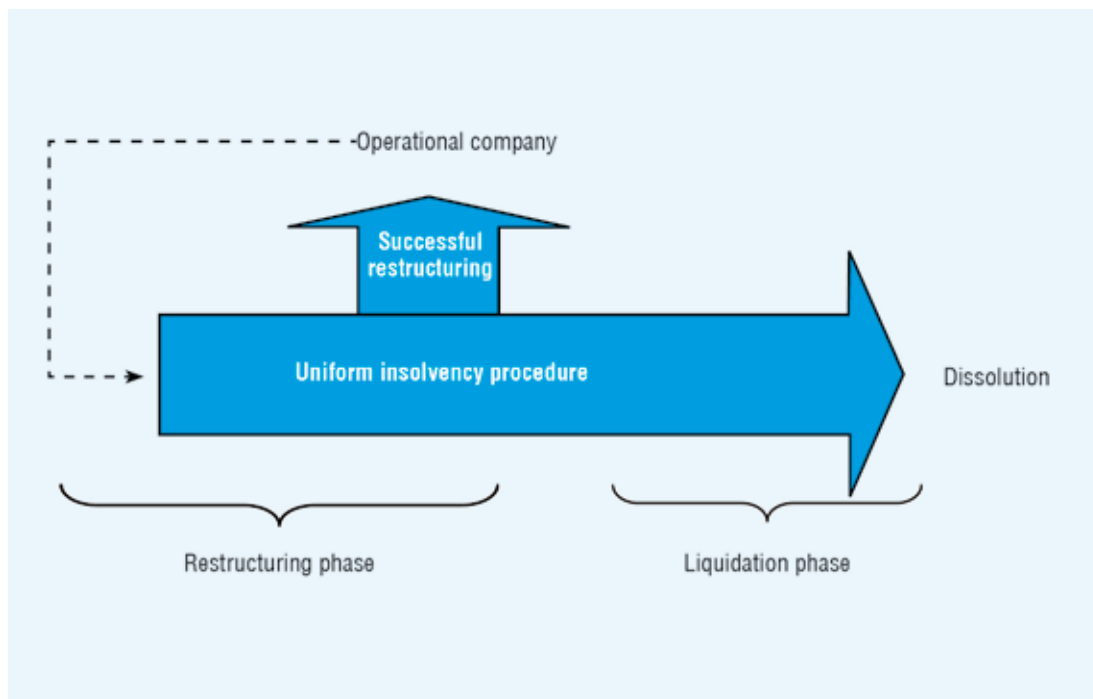 Operational company
Successful
restructuring
Uniform insolvency procedure
Dissolution
Restructuring phase
Liquidation phase